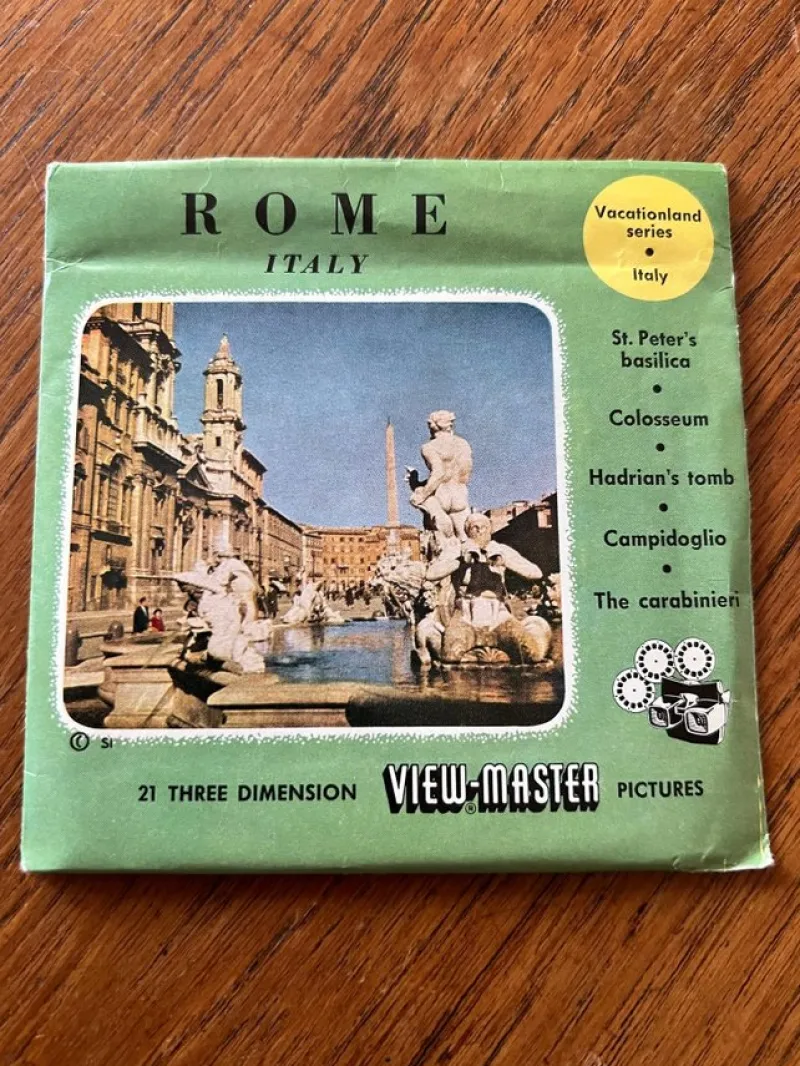 ROME
ITALY
Vacationland
series
•
Italy
St. Peter's
basilica
•
Colosseum
•
Hadrian's tomb
•
Campidoglio
•
The carabinieri
© SI
21 THREE DIMENSION VIEW-MASTER® PICTURES